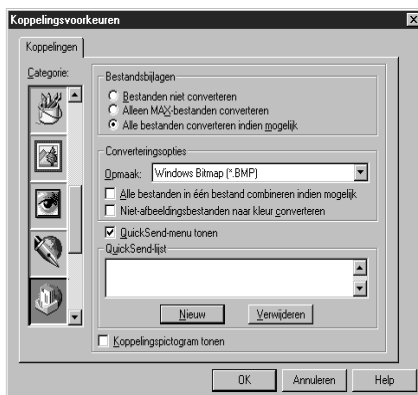 Koppelingsvoorkeuren
Koppelingen
Categorie:
Bestandsbijlagen
Bestanden niet converteren
Alleen MAX-bestanden converteren
Alle bestanden converteren indien mogelijk
Converteringsopties
Opmaak: Windows Bitmap (*.BMP)
Alle bestanden in één bestand combineren indien mogelijk
Niet-afbeeldingsbestanden naar kleur converteren
QuickSend-menu tonen
QuickSend-lijst
Nieuw Verwijderen
Koppelingspictogram tonen
OK Annuleren Help